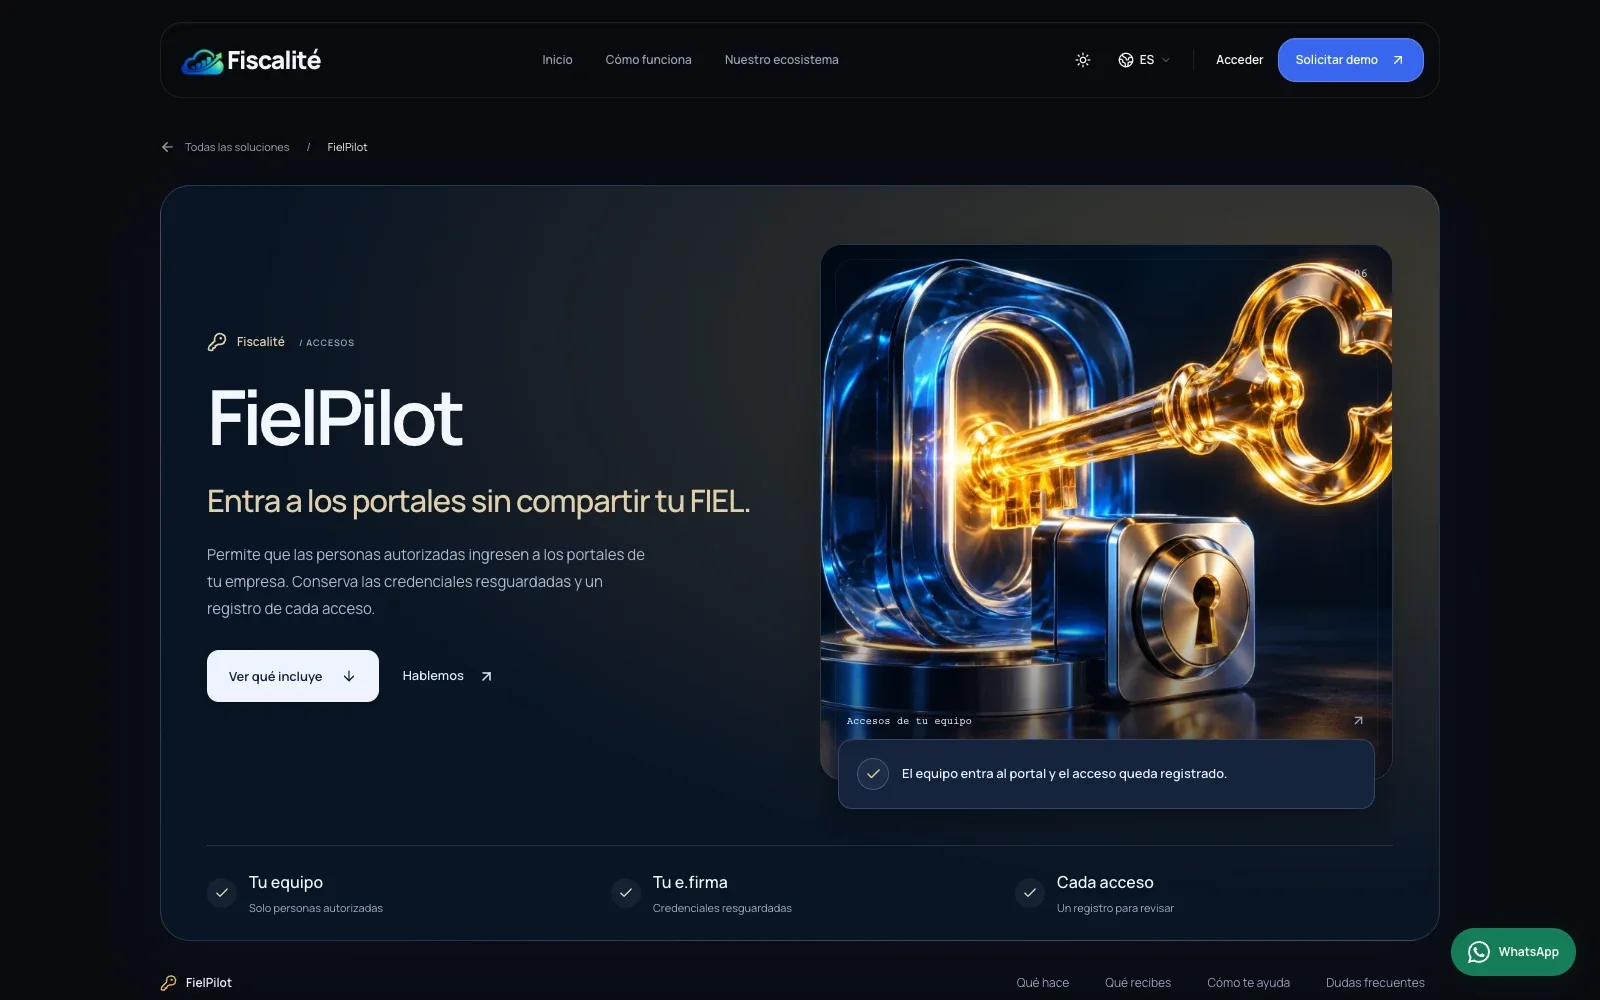 Fiscalité
Inicio
Cómo funciona
Nuestro ecosistema
ES
Acceder
Solicitar demo
Todas las soluciones / FielPilot
Fiscalité / ACCESOS
FielPilot
Entra a los portales sin compartir tu FIEL.
Permite que las personas autorizadas ingresen a los portales de
tu empresa. Conserva las credenciales resguardadas y un
registro de cada acceso.
Ver qué incluye
Hablemos
Accesos de tu equipo
El equipo entra al portal y el acceso queda registrado.
Tu equipo
Solo personas autorizadas
Tu e.firma
Credenciales resguardadas
Cada acceso
Un registro para revisar
WhatsApp
FielPilot
Qué hace
Qué recibes
Cómo te ayuda
Dudas frecuentes